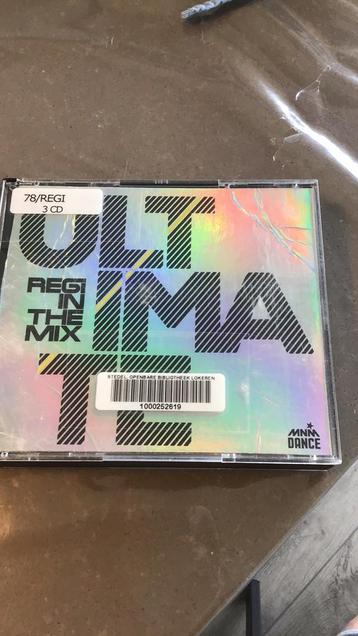 78/REGI
3 CD
ULT
REGI
IN
THE
MIX
IMA
TE
STEDEL. OPENBARE BIBLIOTHEEK LOKEREN
1000252619
MNM
DANCE